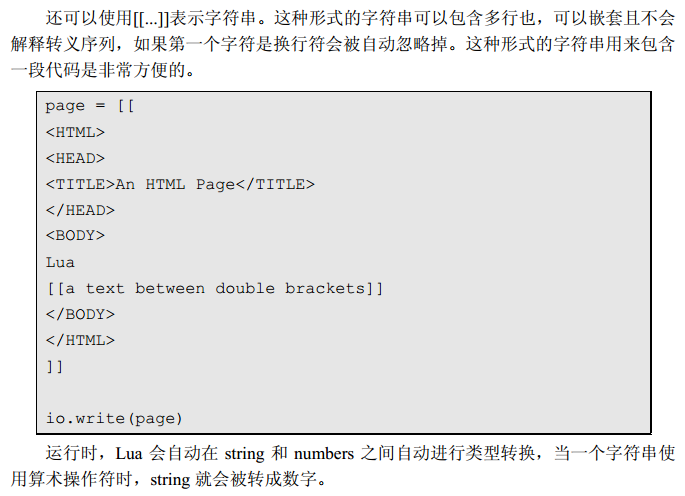 还可以使用[[...]]表示字符串。这种形式的字符串可以包含多行也，可以嵌套且不会
解释转义序列，如果第一个字符是换行符会被自动忽略掉。这种形式的字符串用来包含
一段代码是非常方便的。
page = [[
<HTML>
<HEAD>
<TITLE>An HTML Page</TITLE>
</HEAD>
<BODY>
Lua
[[a text between double brackets]]
</BODY>
</HTML>
]]
io.write(page)
运行时，Lua 会自动在 string 和 numbers 之间自动进行类型转换，当一个字符串使
用算术操作符时，string 就会被转成数字。